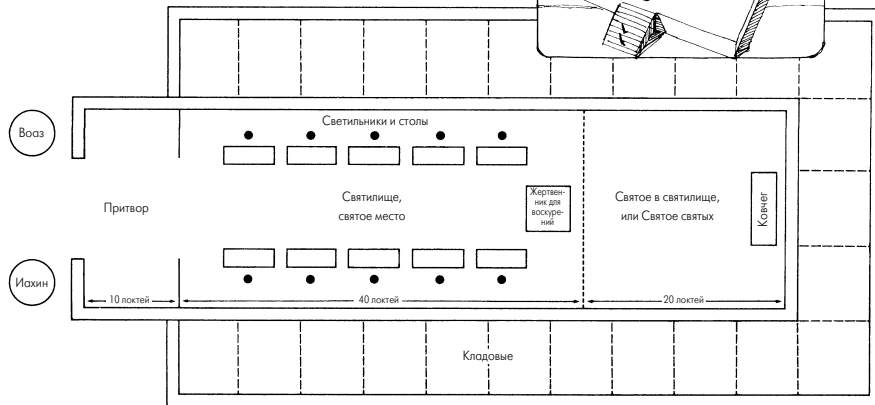 Светильники и столы
Воаз
Притвор
Святилище,
святое место
Жертвен-
ник для
воскуре-
ний
Святое в святилище,
или Святое святых
Ковчег
Иахин
10 локтей
40 локтей
20 локтей
Кладовые